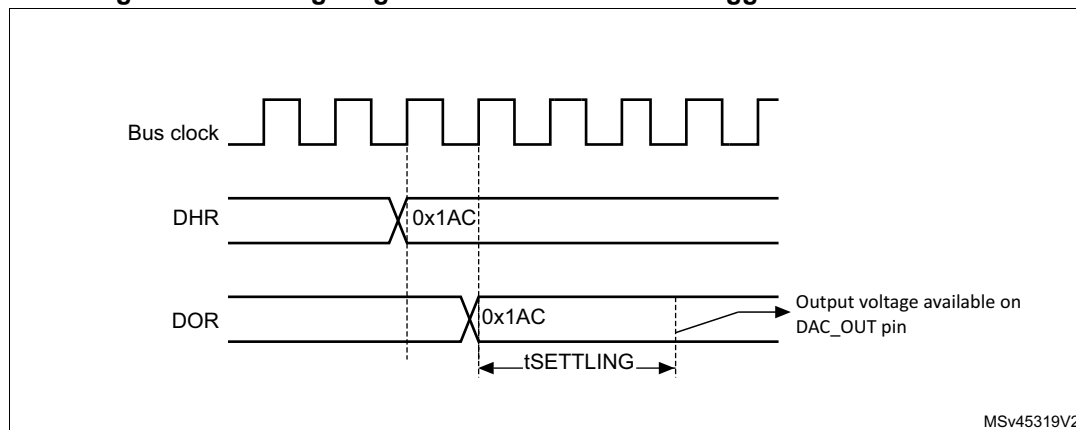 Bus clock
DHR
0x1AC
DOR
0x1AC
Output voltage available on
DAC_OUT pin
tSETTLING
MSv45319V2